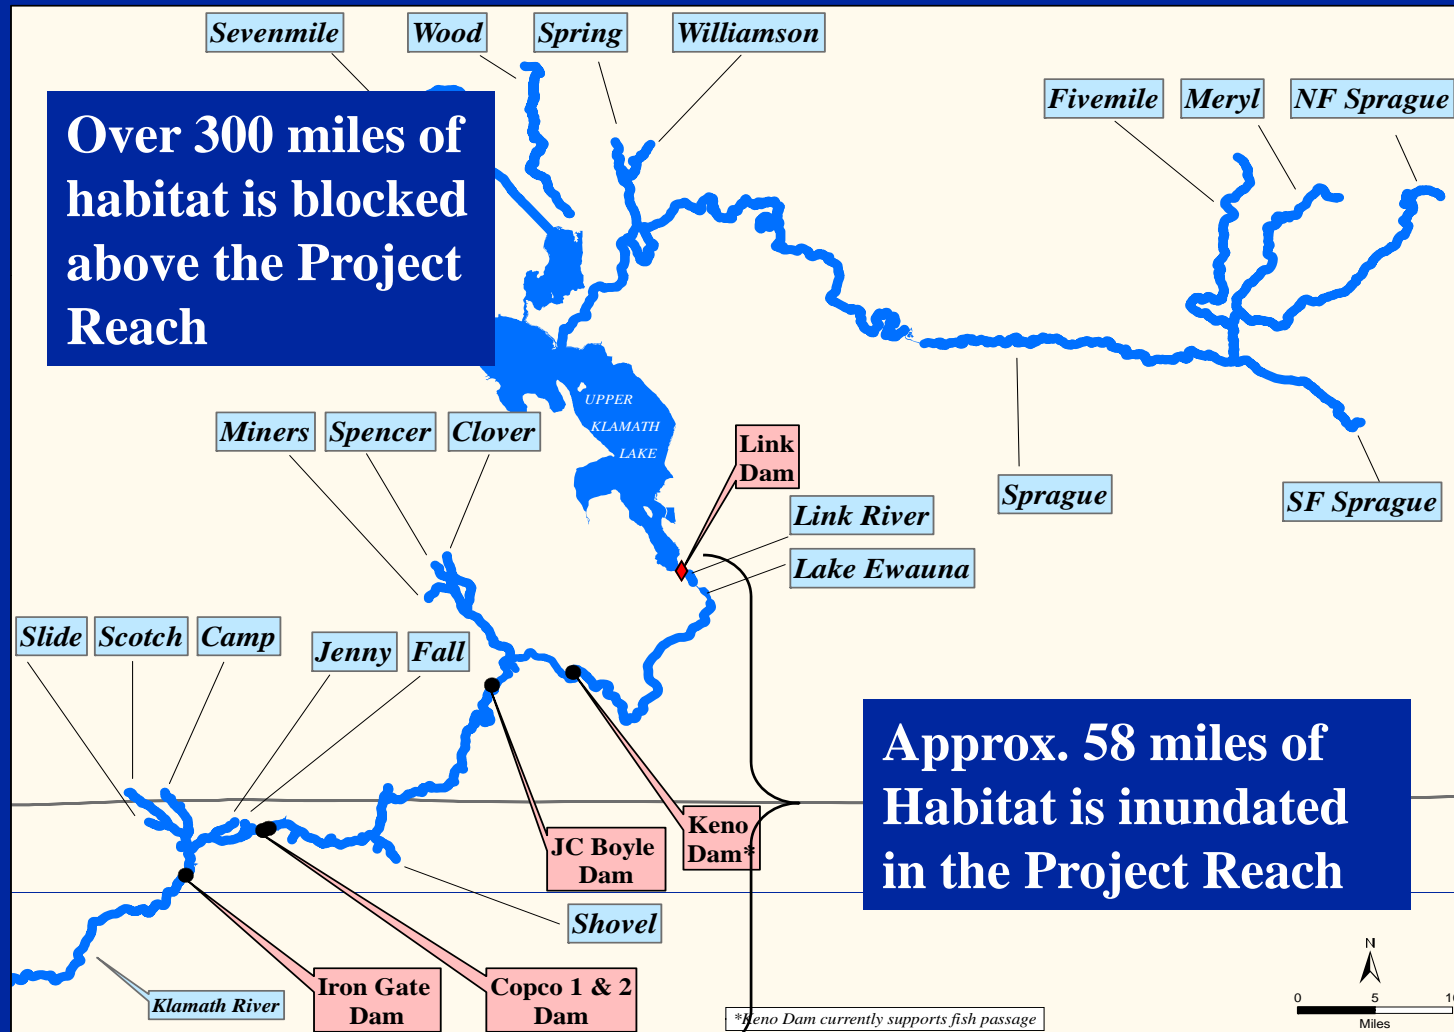 Sevenmile
Wood
Spring
Williamson
Fivemile
Meryl
NF Sprague
Over 300 miles of
habitat is blocked
above the Project
Reach
UPPER
KLAMATH
LAKE
Miners
Spencer
Clover
Link
Dam
Sprague
SF Sprague
Link River
Lake Ewauna
Slide
Scotch
Camp
Jenny
Fall
Approx. 58 miles of
Habitat is inundated
in the Project Reach
JC Boyle
Dam
Keno
Dam*
Shovel
Klamath River
Iron Gate
Dam
Copco 1 & 2
Dam
*Keno Dam currently supports fish passage
N
0 5 10
Miles